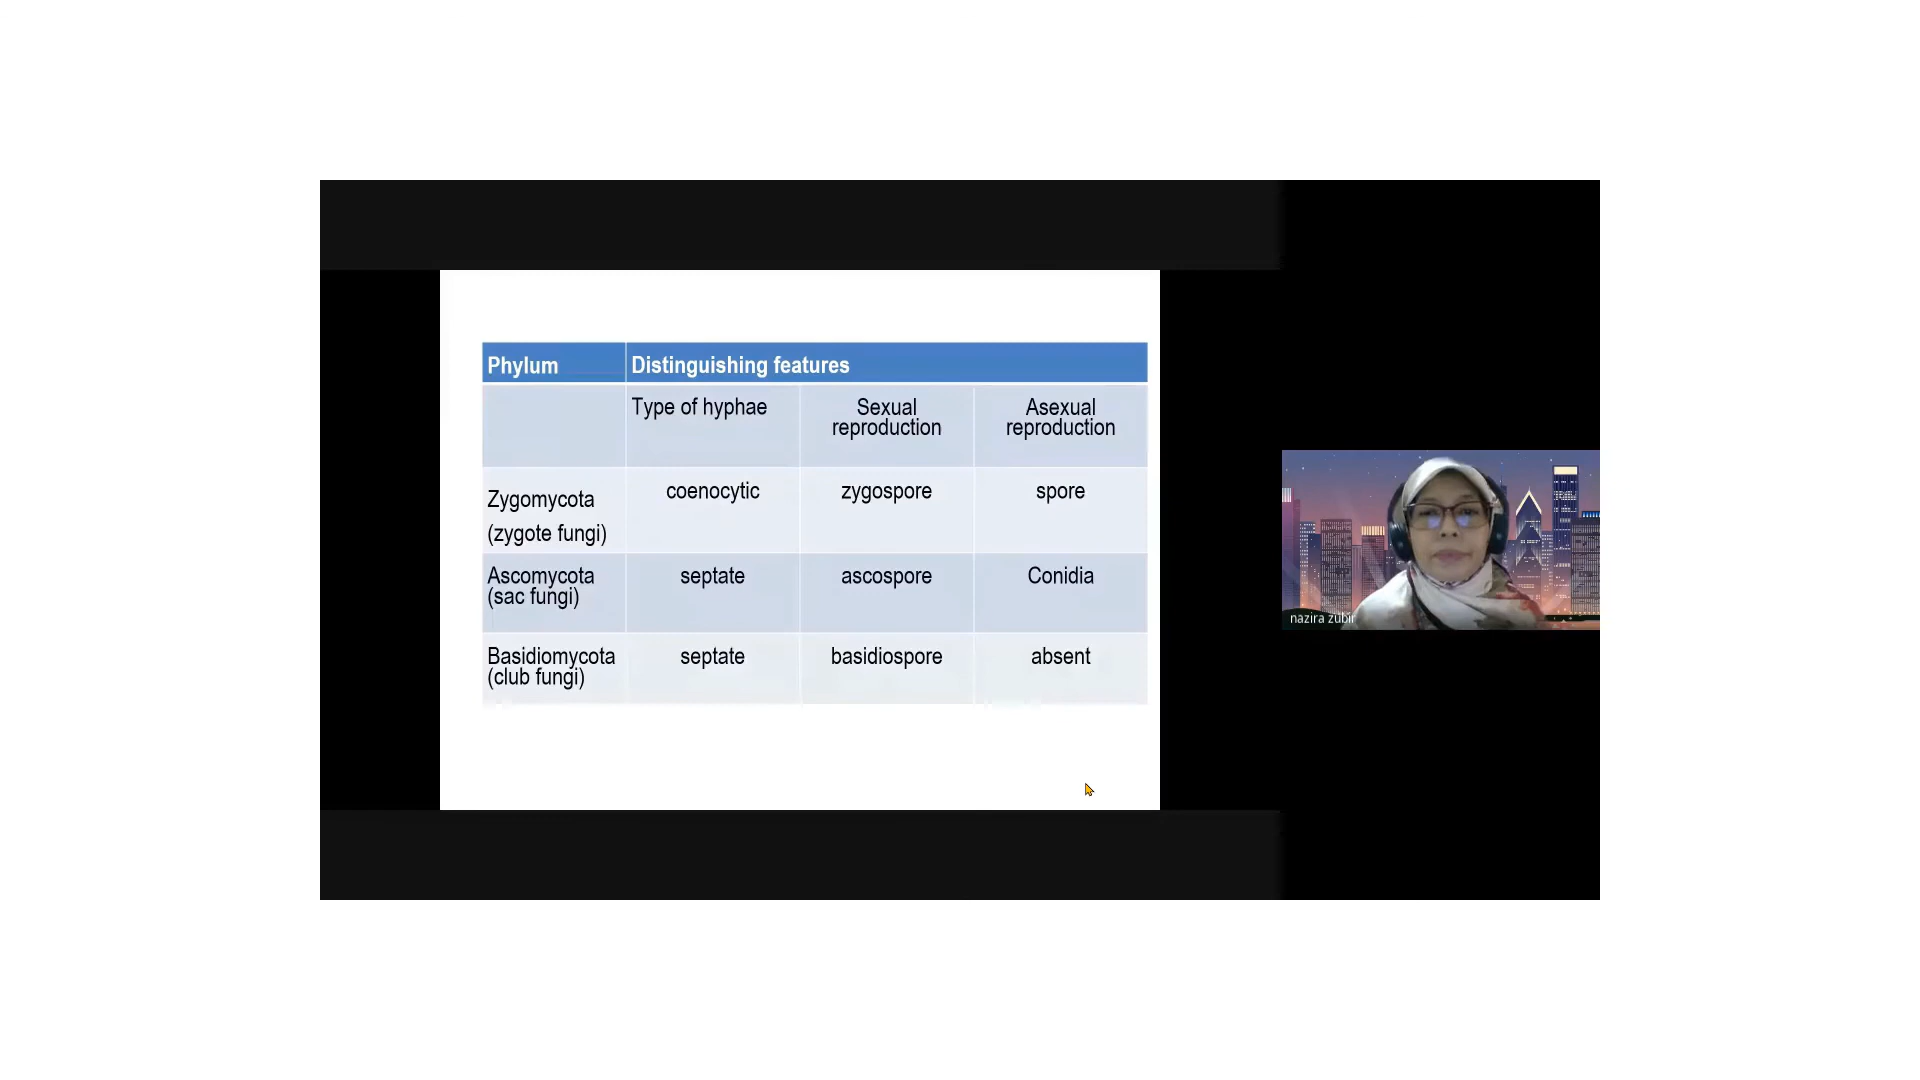 Phylum
Distinguishing features
Type of hyphae
Sexual
reproduction
Asexual
reproduction
Zygomycota
(zygote fungi)
coenocytic
zygospore
spore
Ascomycota
(sac fungi)
septate
ascospore
Conidia
Basidiomycota
(club fungi)
septate
basidiospore
absent
nazira zubir